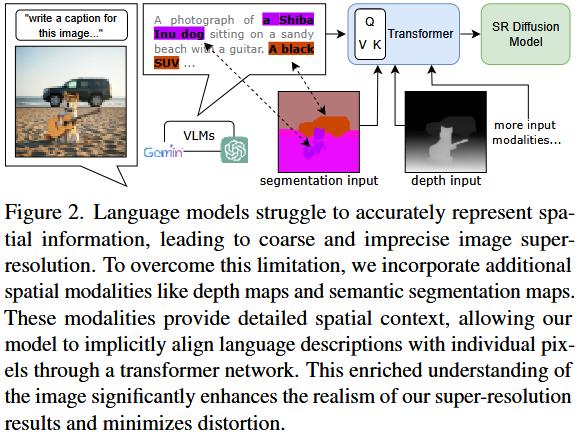 "write a caption for
this image..."
A photograph of a Shiba
Inu dog sitting on a sandy
beach with a guitar. A black
SUV ...
Q
V K
Transformer
SR Diffusion
Model
VLMs
Gemini
segmentation input
depth input
more input
modalities...
Figure 2. Language models struggle to accurately represent spa-
tial information, leading to coarse and imprecise image super-
resolution. To overcome this limitation, we incorporate additional
spatial modalities like depth maps and semantic segmentation maps.
These modalities provide detailed spatial context, allowing our
model to implicitly align language descriptions with individual pix-
els through a transformer network. This enriched understanding of
the image significantly enhances the realism of our super-resolution
results and minimizes distortion.